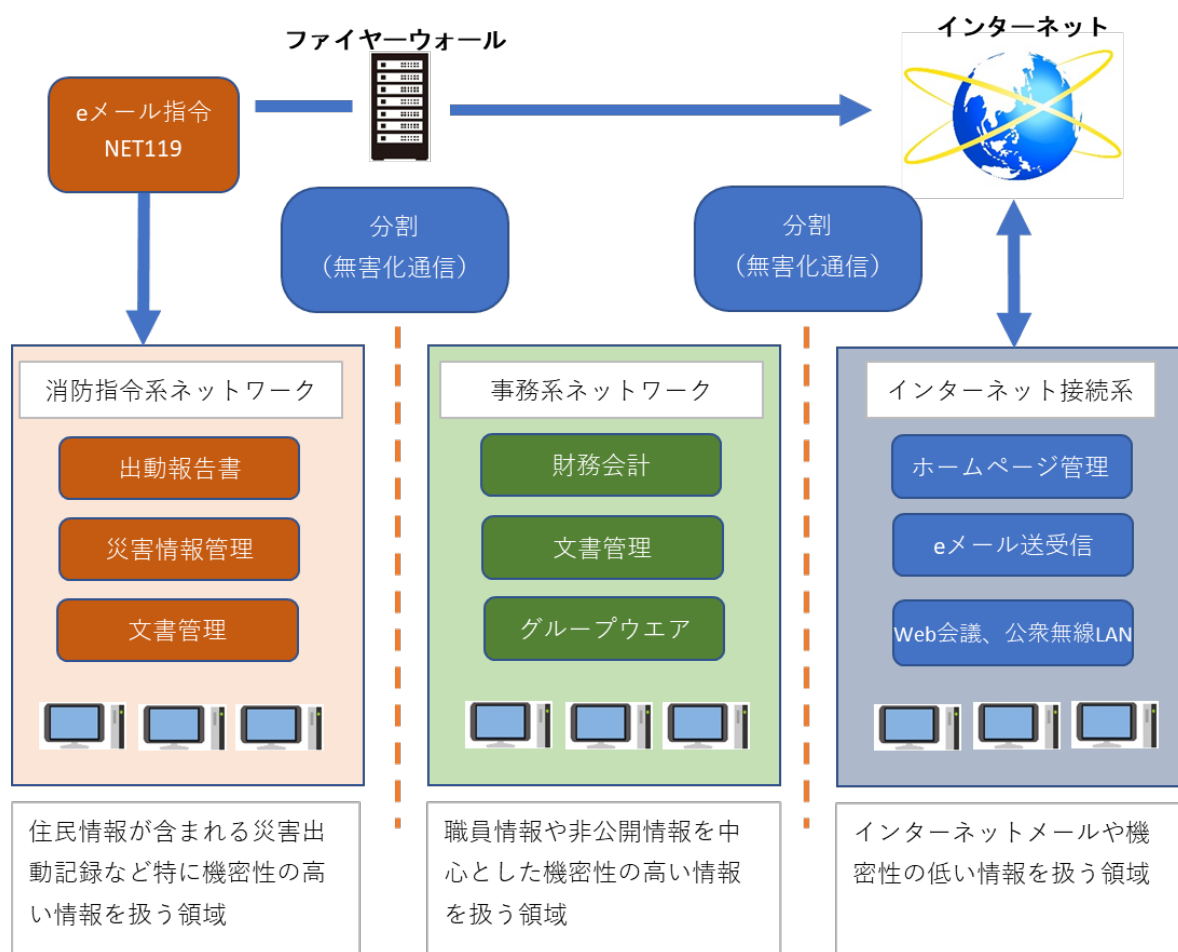 ファイヤーウォール
インターネット
eメール指令
NET119
分割
（無害化通信）
分割
（無害化通信）
消防指令系ネットワーク
出動報告書
災害情報管理
文書管理
住民情報が含まれる災害出
動記録など特に機密性の高
い情報を扱う領域
事務系ネットワーク
財務会計
文書管理
グループウエア
職員情報や非公開情報を中
心とした機密性の高い情報
を扱う領域
インターネット接続系
ホームページ管理
eメール送受信
Web会議、公衆無線LAN
インターネットメールや機
密性の低い情報を扱う領域